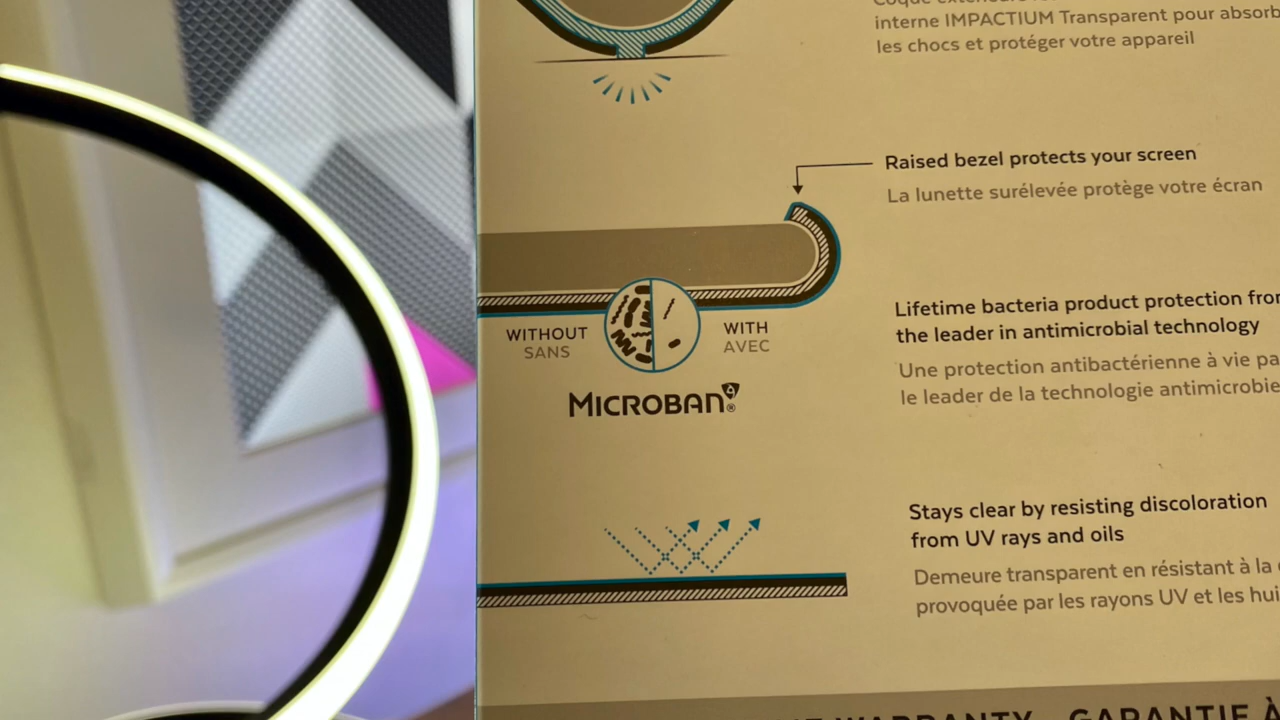 interne IMPACTIUM Transparent pour absorb
les chocs et protéger votre appareil
Raised bezel protects your screen
La lunette surélevée protège votre écran
Lifetime bacteria product protection from
the leader in antimicrobial technology
Une protection antibactérienne à vie pa
le leader de la technologie antimicrobie
WITHOUT
SANS
WITH
AVEC
MICROBAN®
Stays clear by resisting discoloration
from UV rays and oils
Demeure transparent en résistant à la
provoquée par les rayons UV et les hui
WARRANTY GARANTIE À